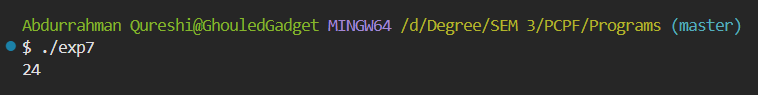 Abdurrahman Qureshi@GhouledGadget MINGW64 /d/Degree/SEM 3/PCPF/Programs (master)
$ ./exp7
24